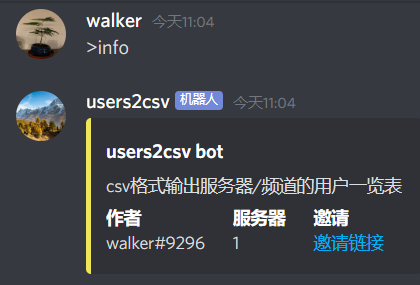 walker 今天11:04
>info
users2csv 机器人 今天11:04
users2csv bot
csv格式输出服务器/频道的用户一览表
作者 服务器 邀请
walker#9296 1 邀请链接